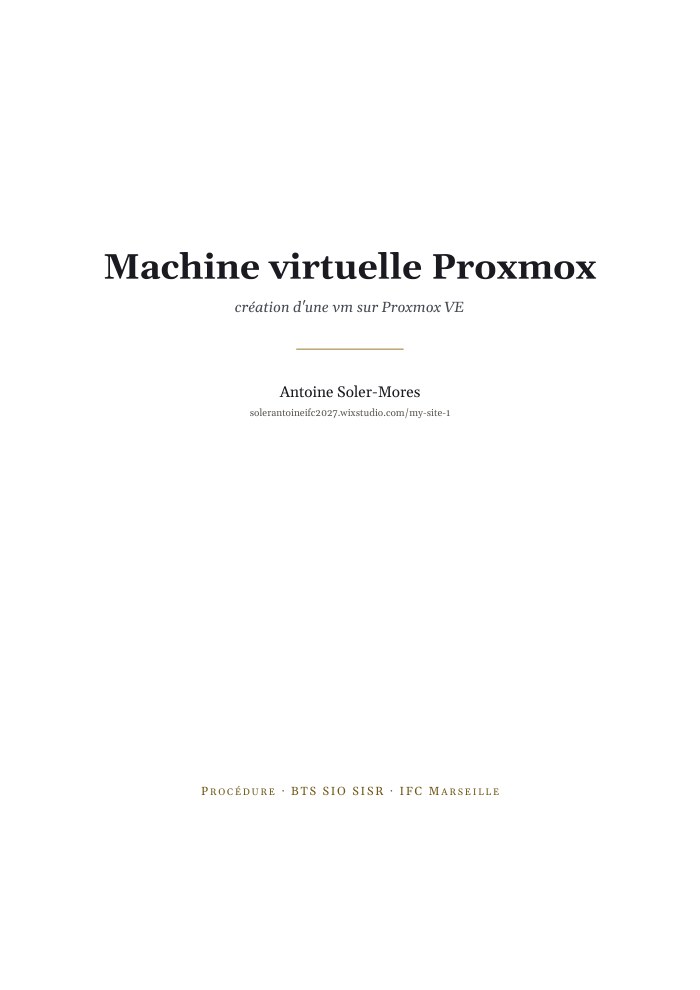 Machine virtuelle Proxmox
création d'une vm sur Proxmox VE
Antoine Soler-Mores
solerantoineifc2027.wixstudio.com/my-site-1
Procédure · BTS SIO SISR · IFC Marseille